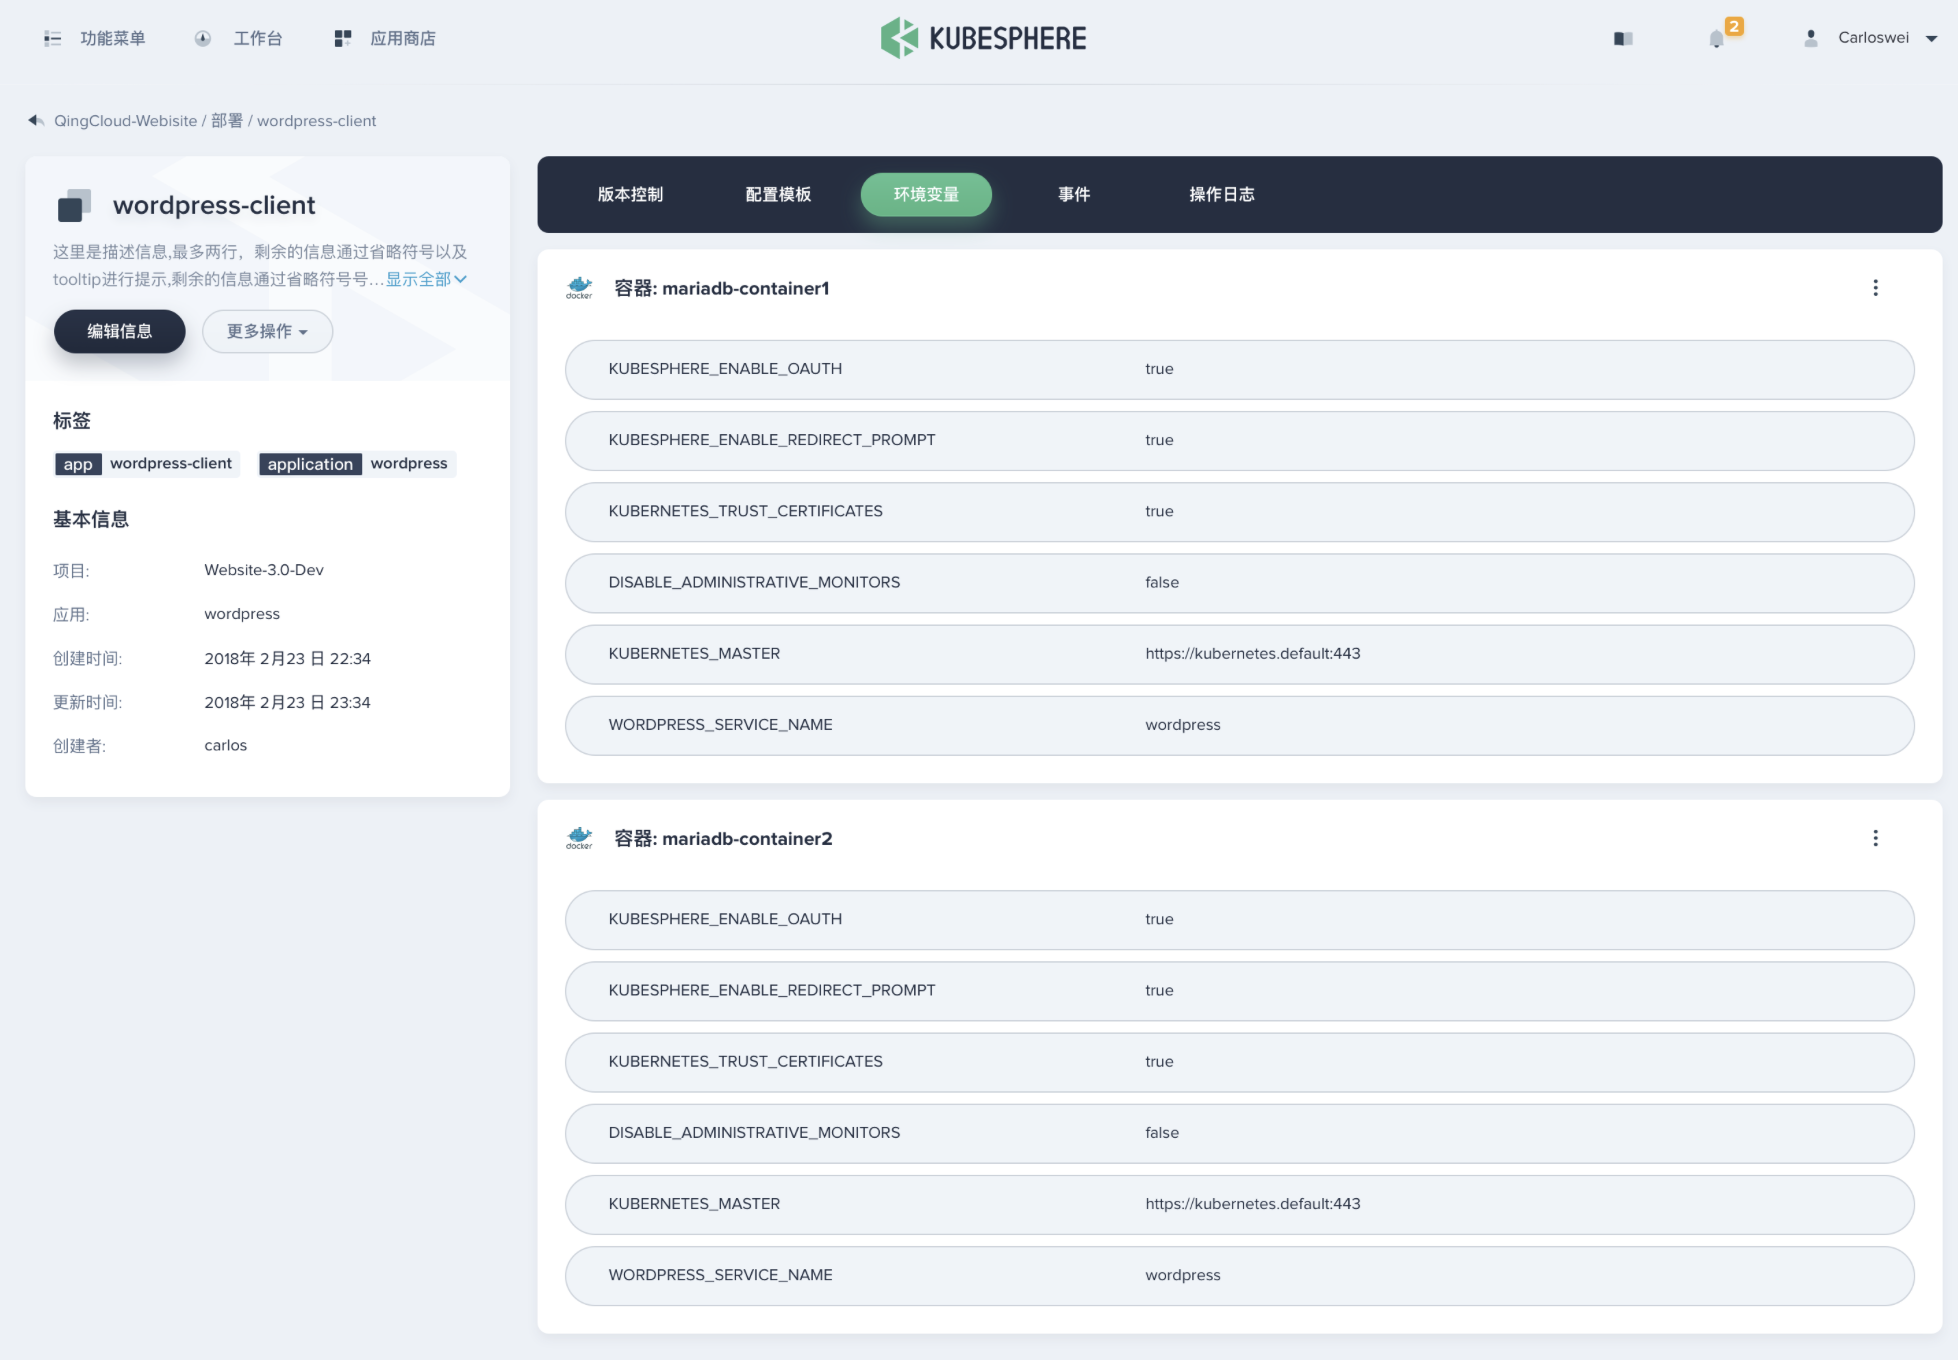 功能菜单 工作台 应用商店 KUBESPHERE 2 Carloswei
QingCloud-Webisite / 部署 / wordpress-client
wordpress-client
这里是描述信息,最多两行，剩余的信息通过省略符号以及
tooltip进行提示,剩余的信息通过省略符号号...显示全部
编辑信息 更多操作
标签
app wordpress-client application wordpress
基本信息
项目: Website-3.0-Dev
应用: wordpress
创建时间: 2018年 2月23 日 22:34
更新时间: 2018年 2月23 日 23:34
创建者: carlos
版本控制 配置模板 环境变量 事件 操作日志
docker 容器: mariadb-container1
KUBESPHERE_ENABLE_OAUTH true
KUBESPHERE_ENABLE_REDIRECT_PROMPT true
KUBERNETES_TRUST_CERTIFICATES true
DISABLE_ADMINISTRATIVE_MONITORS false
KUBERNETES_MASTER https://kubernetes.default:443
WORDPRESS_SERVICE_NAME wordpress
docker 容器: mariadb-container2
KUBESPHERE_ENABLE_OAUTH true
KUBESPHERE_ENABLE_REDIRECT_PROMPT true
KUBERNETES_TRUST_CERTIFICATES true
DISABLE_ADMINISTRATIVE_MONITORS false
KUBERNETES_MASTER https://kubernetes.default:443
WORDPRESS_SERVICE_NAME wordpress